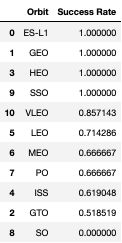 Orbit Success Rate
0 ES-L1 1.000000
1 GEO 1.000000
3 HEO 1.000000
9 SSO 1.000000
10 VLEO 0.857143
5 LEO 0.714286
6 MEO 0.666667
7 PO 0.666667
4 ISS 0.619048
2 GTO 0.518519
8 SO 0.000000